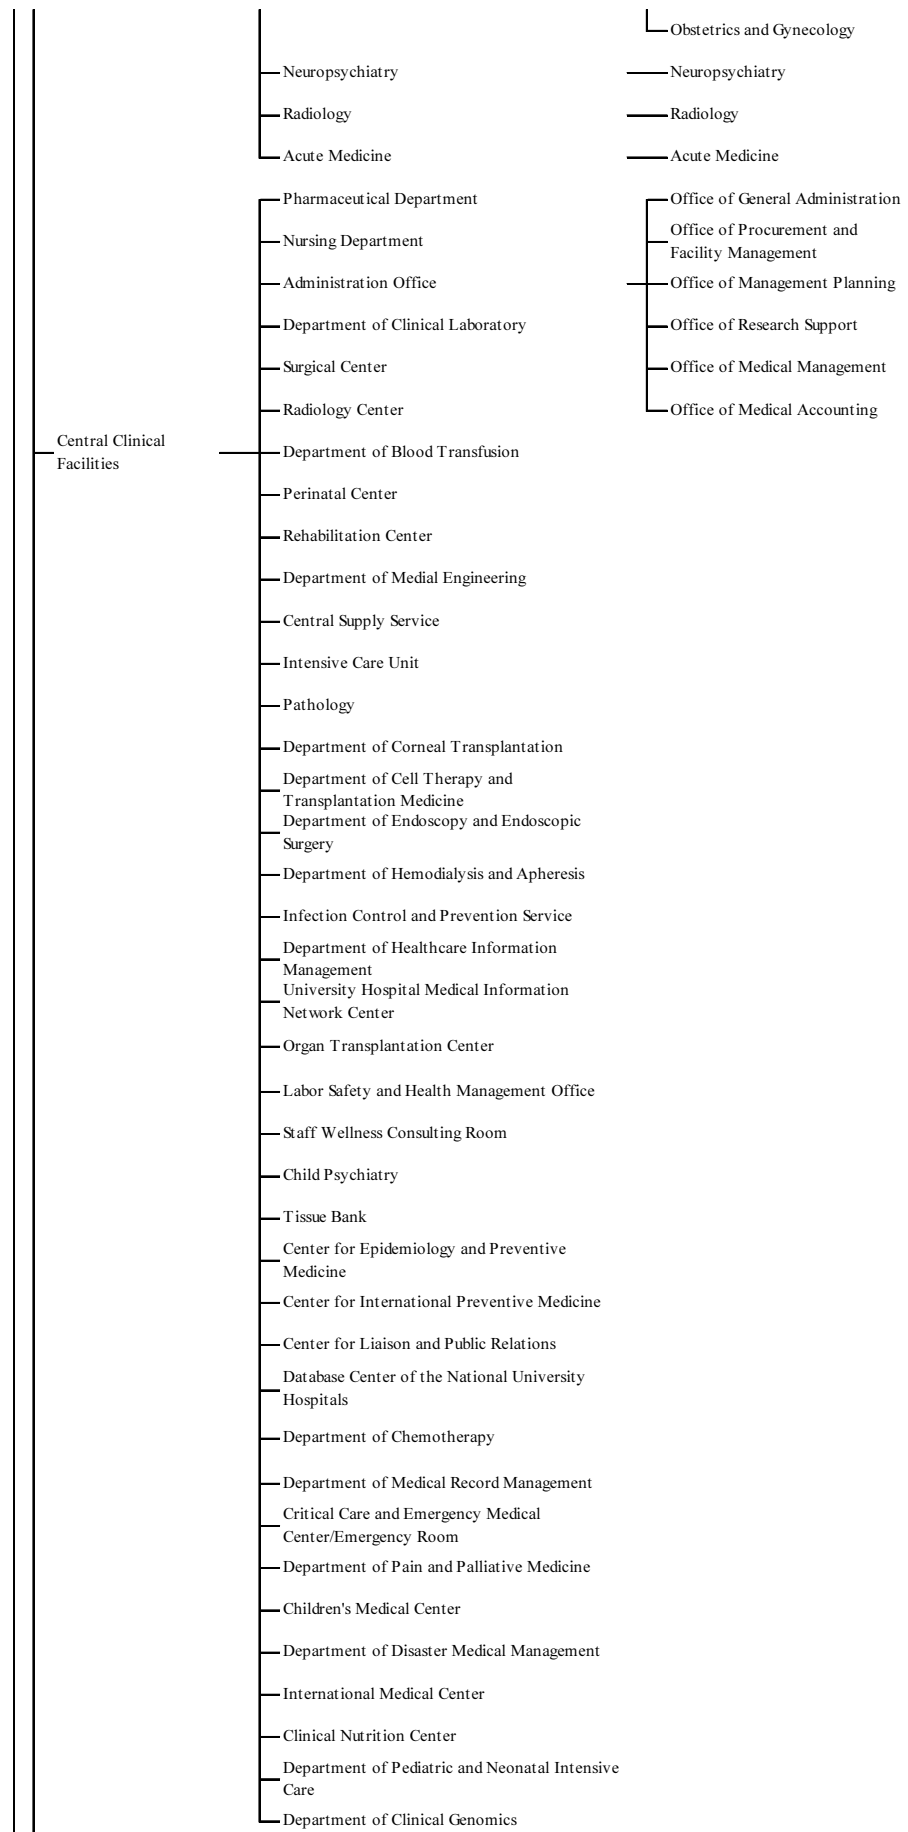 Obstetrics and Gynecology
Neuropsychiatry
Neuropsychiatry
Radiology
Radiology
Acute Medicine
Acute Medicine
Pharmaceutical Department
Office of General Administration
Nursing Department
Office of Procurement and
Facility Management
Administration Office
Office of Management Planning
Department of Clinical Laboratory
Office of Research Support
Surgical Center
Office of Medical Management
Radiology Center
Office of Medical Accounting
Central Clinical
Facilities
Department of Blood Transfusion
Perinatal Center
Rehabilitation Center
Department of Medial Engineering
Central Supply Service
Intensive Care Unit
Pathology
Department of Corneal Transplantation
Department of Cell Therapy and
Transplantation Medicine
Department of Endoscopy and Endoscopic
Surgery
Department of Hemodialysis and Apheresis
Infection Control and Prevention Service
Department of Healthcare Information
Management
University Hospital Medical Information
Network Center
Organ Transplantation Center
Labor Safety and Health Management Office
Staff Wellness Consulting Room
Child Psychiatry
Tissue Bank
Center for Epidemiology and Preventive
Medicine
Center for International Preventive Medicine
Center for Liaison and Public Relations
Database Center of the National University
Hospitals
Department of Chemotherapy
Department of Medical Record Management
Critical Care and Emergency Medical
Center/Emergency Room
Department of Pain and Palliative Medicine
Children's Medical Center
Department of Disaster Medical Management
International Medical Center
Clinical Nutrition Center
Department of Pediatric and Neonatal Intensive
Care
Department of Clinical Genomics